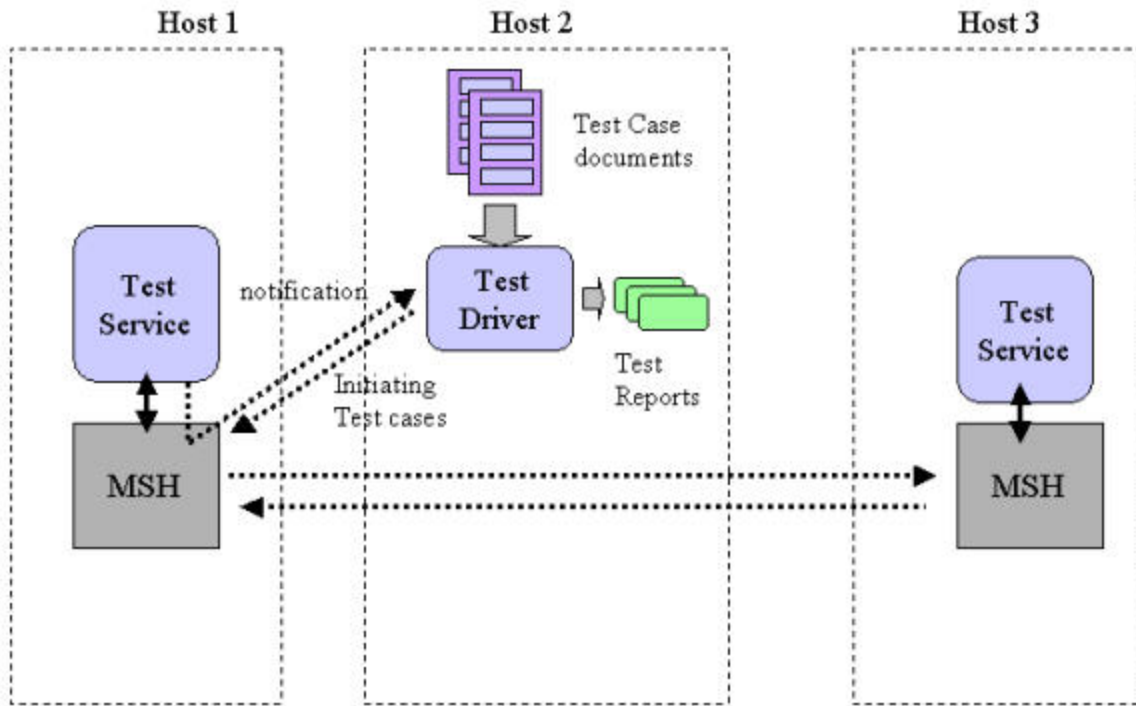 Host 1
Host 2
Host 3
Test Case
documents
Test
Service
notification
Test
Driver
Test
Service
Initiating
Test cases
Test
Reports
MSH
MSH